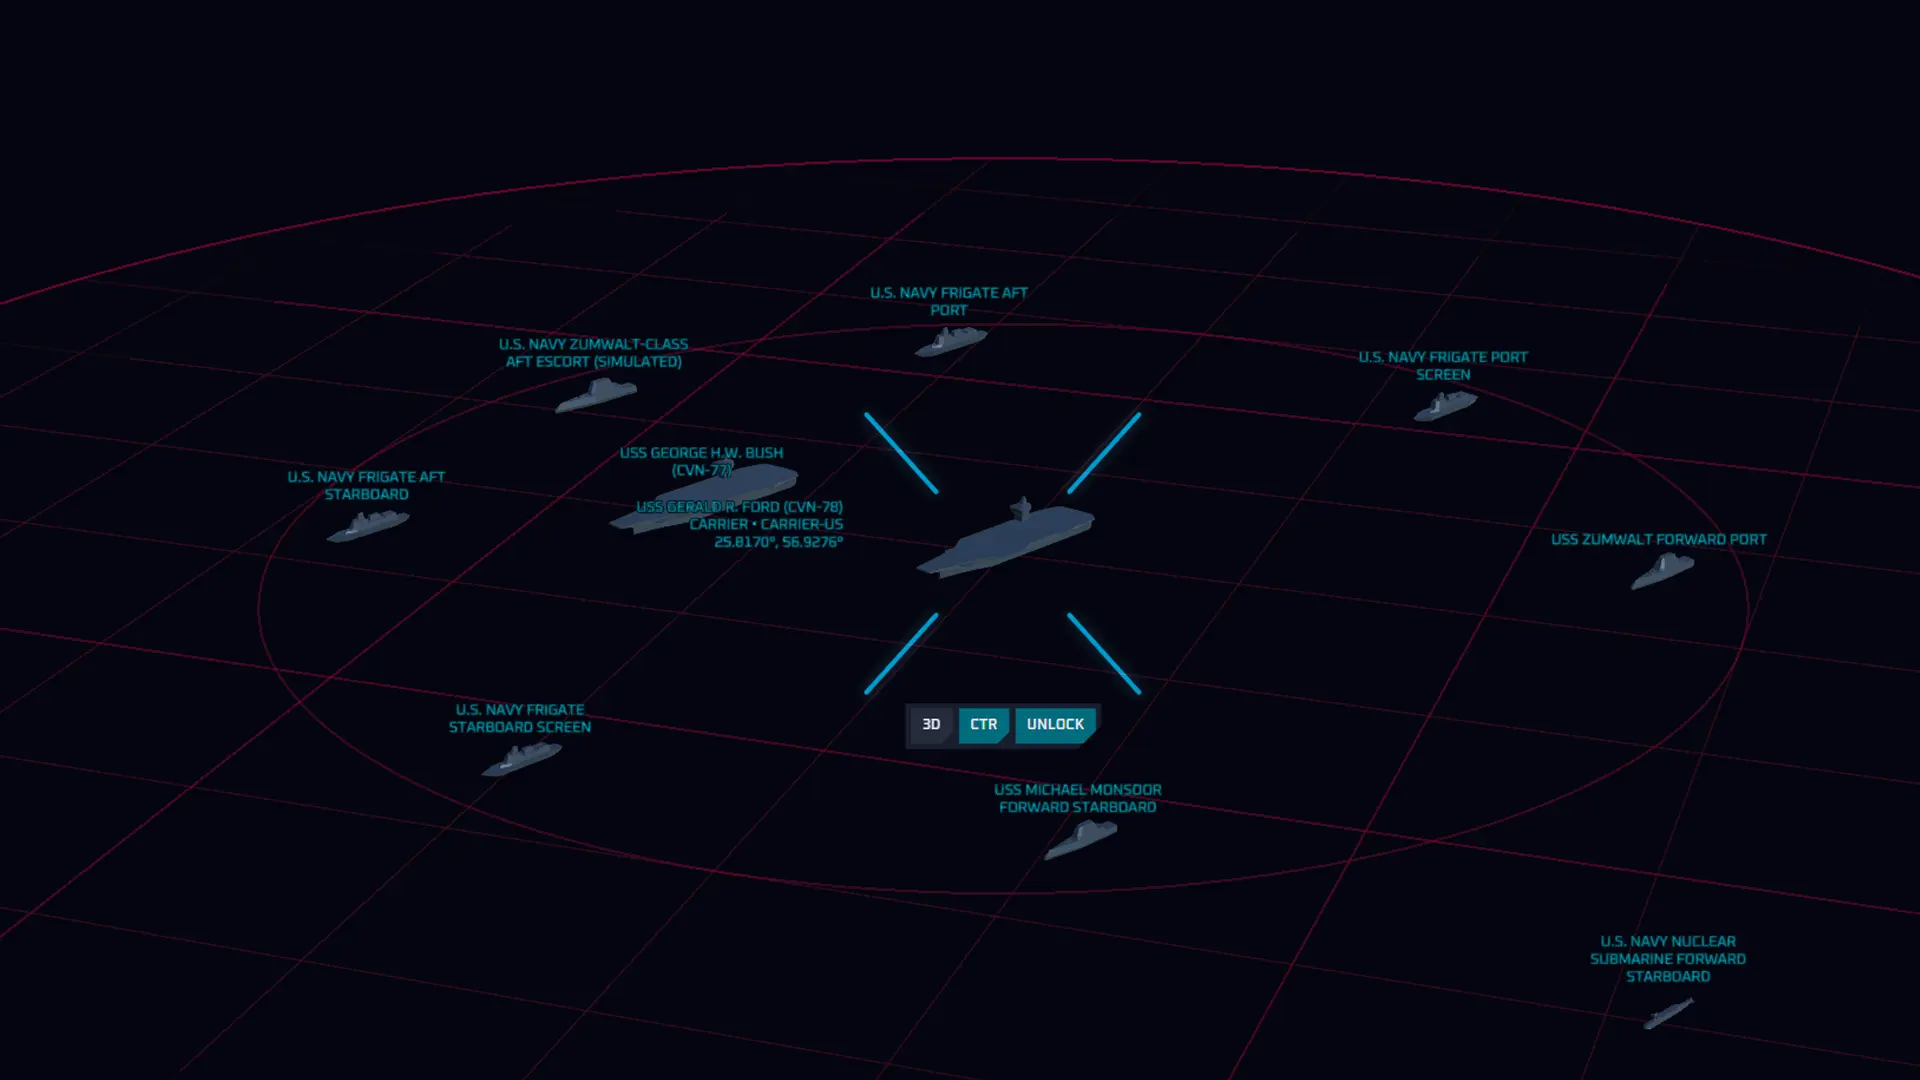 U.S. NAVY FRIGATE AFT
PORT
U.S. NAVY ZUMWALT-CLASS
AFT ESCORT (SIMULATED)
U.S. NAVY FRIGATE PORT
SCREEN
USS GEORGE H.W. BUSH
(CVN-77)
U.S. NAVY FRIGATE AFT
STARBOARD
USS GERALD R. FORD (CVN-78)
CARRIER • CARRIER-US
25.8170°, 56.9276°
USS ZUMWALT FORWARD PORT
U.S. NAVY FRIGATE
STARBOARD SCREEN
3D CTR UNLOCK
USS MICHAEL MONSOOR
FORWARD STARBOARD
U.S. NAVY NUCLEAR
SUBMARINE FORWARD
STARBOARD